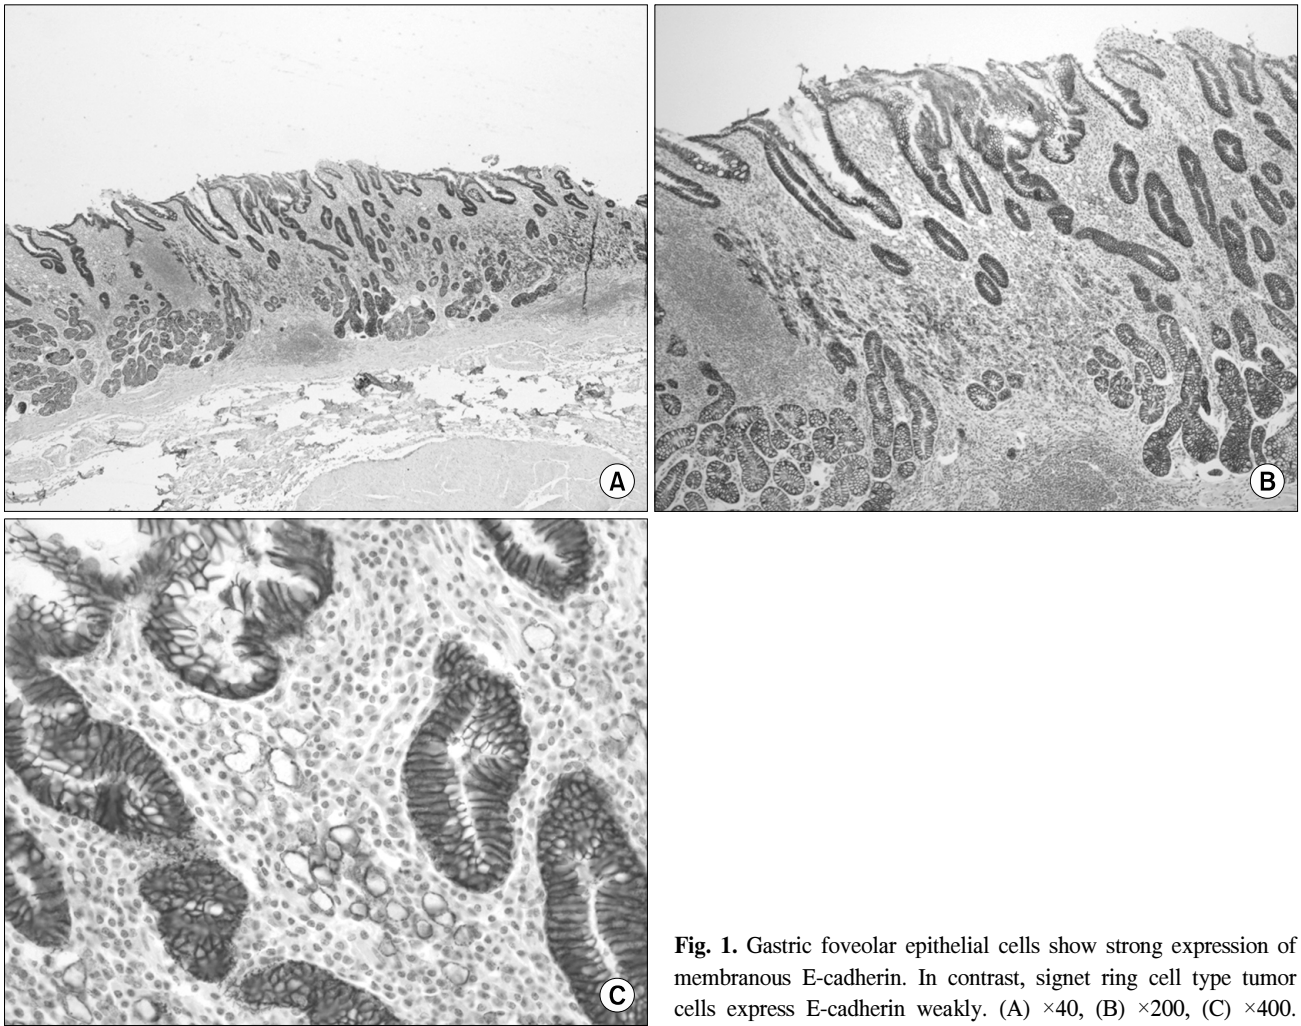 A
B
C
Fig. 1. Gastric foveolar epithelial cells show strong expression of
membranous E-cadherin. In contrast, signet ring cell type tumor
cells express E-cadherin weakly. (A) ×40, (B) ×200, (C) ×400.